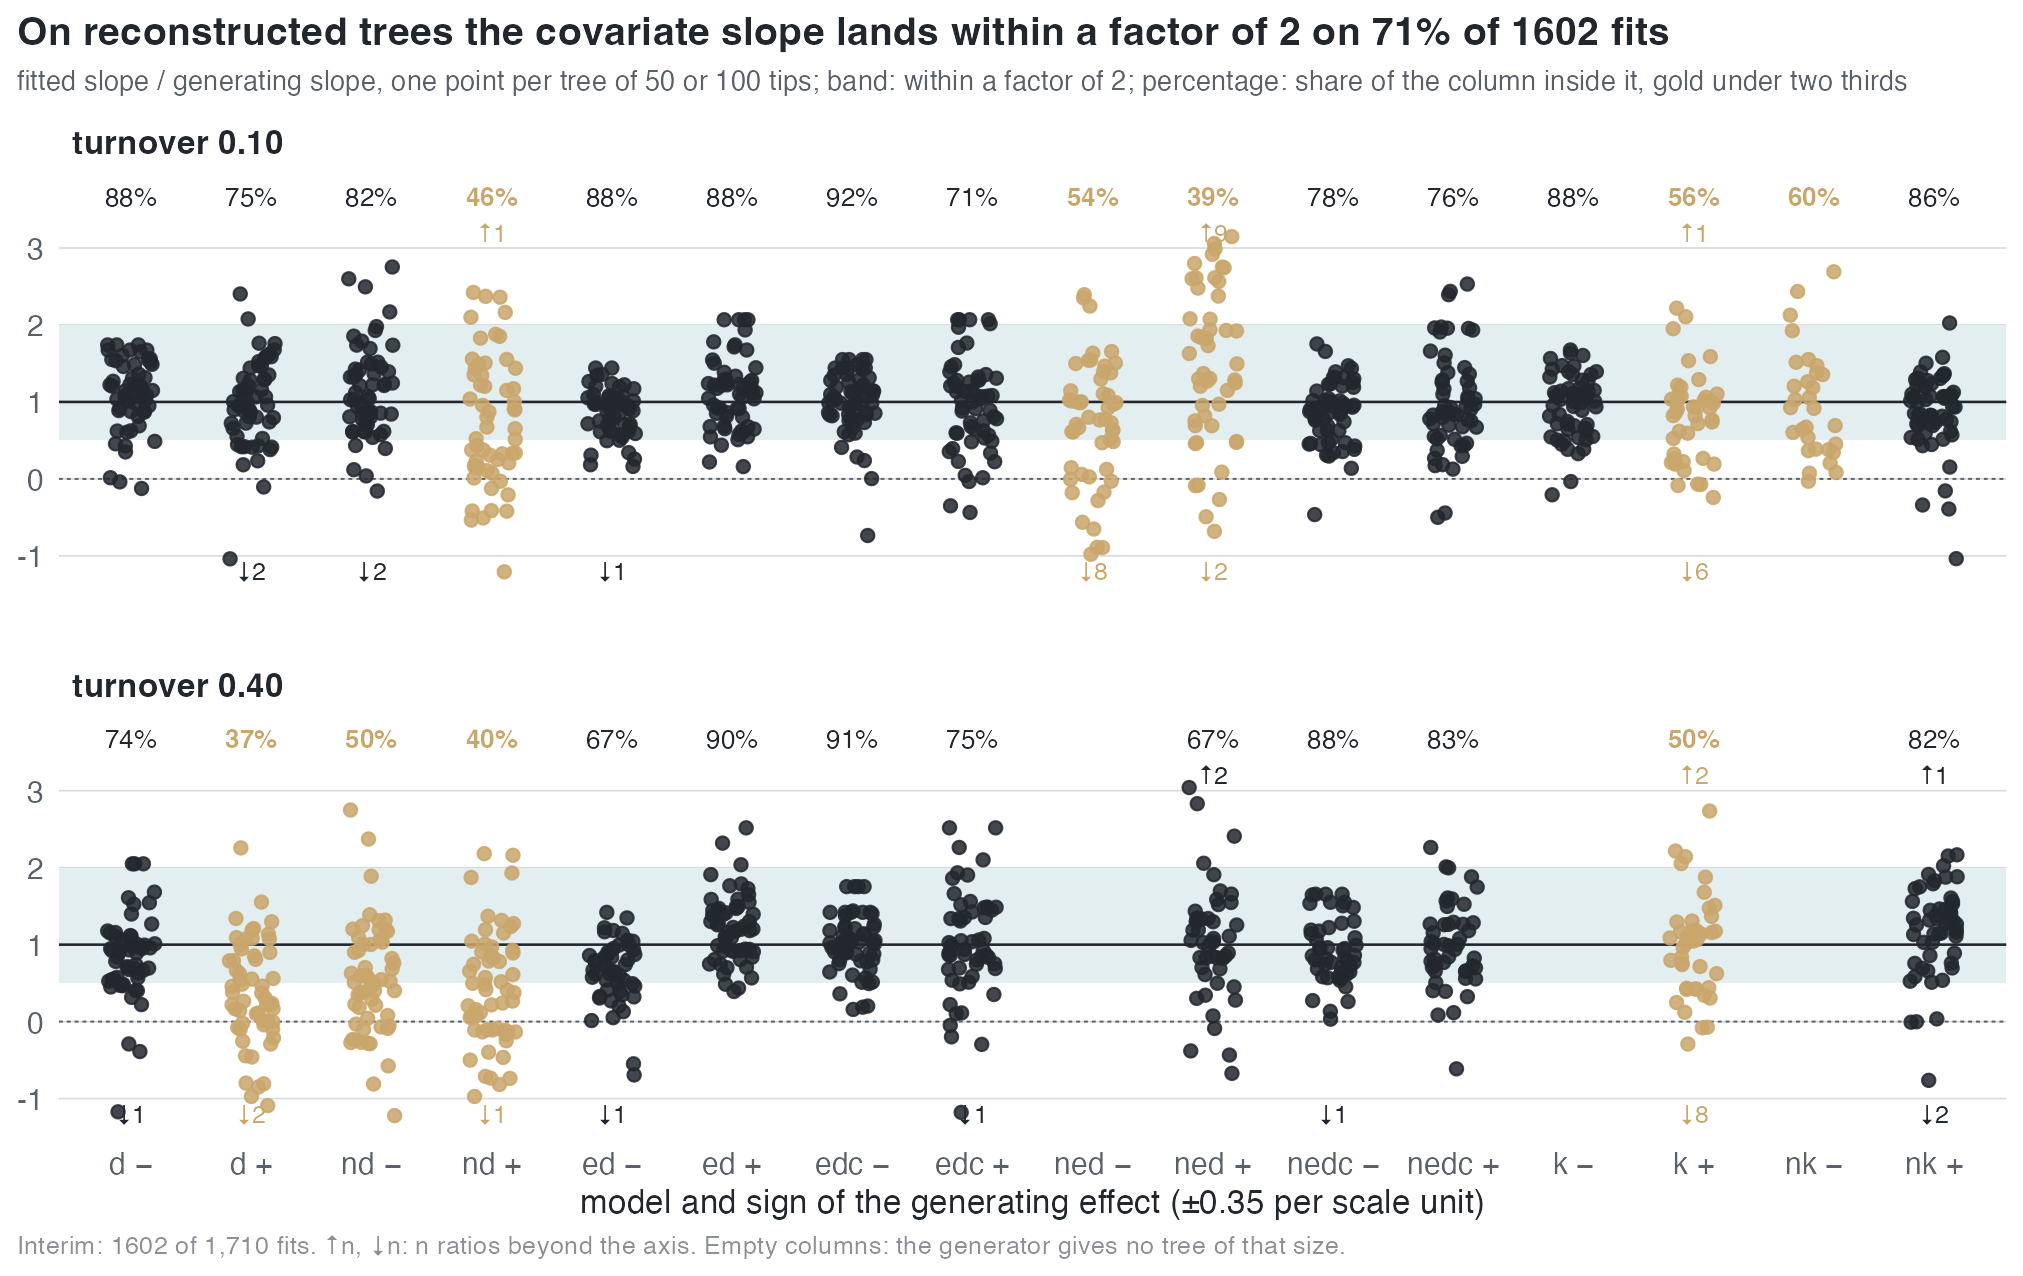 On reconstructed trees the covariate slope lands within a factor of 2 on 71% of 1602 fits
fitted slope / generating slope, one point per tree of 50 or 100 tips; band: within a factor of 2; percentage: share of the column inside it, gold under two thirds
turnover 0.10
88% 75% 82% 46% 88% 88% 92% 71% 54% 39% 78% 76% 88% 56% 60% 86%
↑1 ↑9 ↑1
3
2
1
0
-1
↓2 ↓2 ↓1 ↓8 ↓2 ↓6
turnover 0.40
74% 37% 50% 40% 67% 90% 91% 75% 67% 88% 83% 50% 82%
↑2 ↑2 ↑1
3
2
1
0
-1
↓1 ↓2 ↓1 ↓1 ↓1 ↓1 ↓8 ↓2
d − d + nd − nd + ed − ed + edc − edc + ned − ned + nedc − nedc + k − k + nk − nk +
model and sign of the generating effect (±0.35 per scale unit)
Interim: 1602 of 1,710 fits. ↑n, ↓n: n ratios beyond the axis. Empty columns: the generator gives no tree of that size.